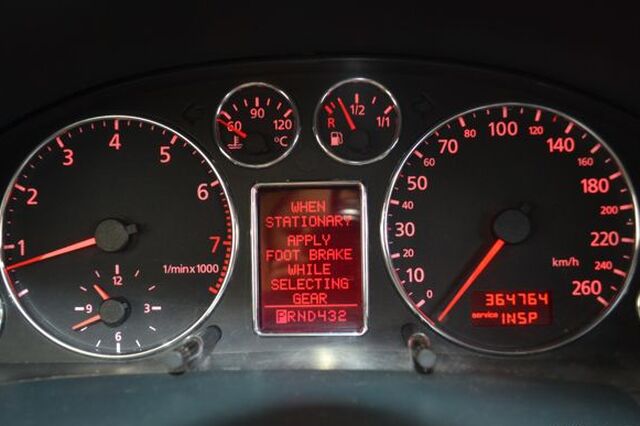 60 90 120
°C
R 1/2 1/1
1 2 3 4 5 6 7
1/min x 1000
12
9 3
6
WHEN
STATIONARY
APPLY
FOOT BRAKE
WHILE
SELECTING
GEAR
PRND432
0 10 30 50 60 70 80 100 120 140 160 180 200 220 240 260
km/h
364764
service INSP